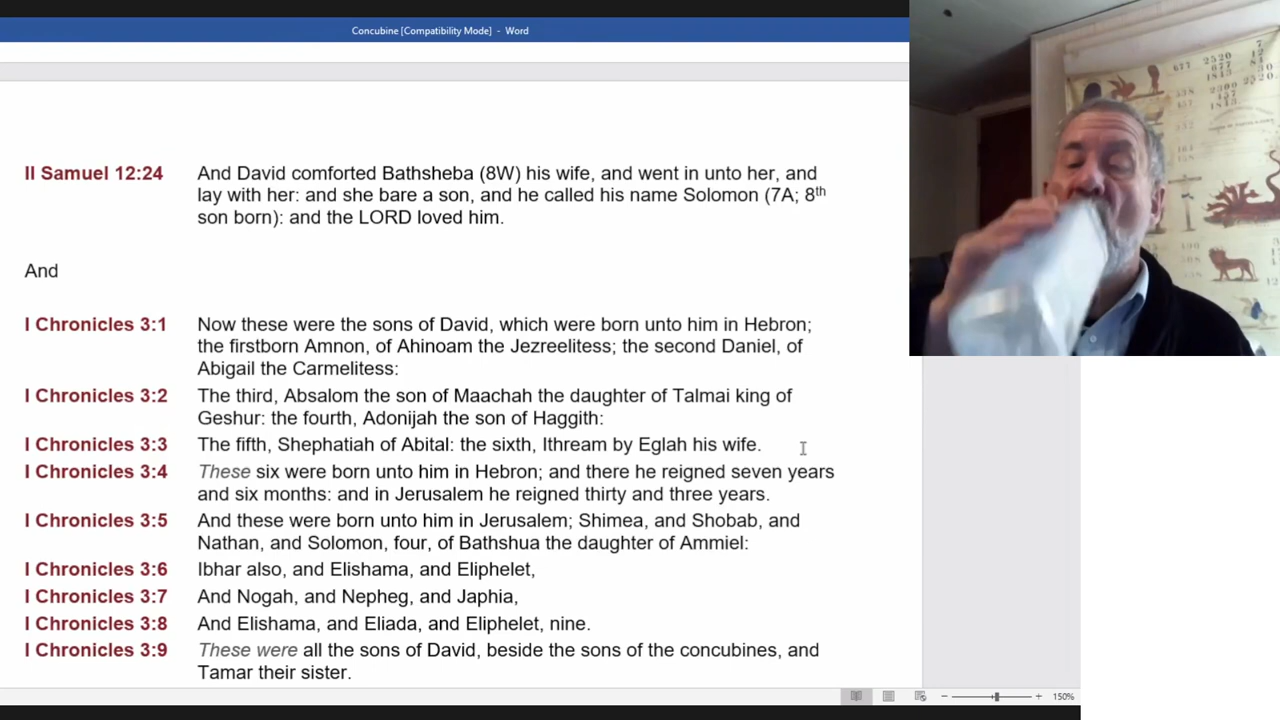 Concubine [Compatibility Mode] - Word
II Samuel 12:24 And David comforted Bathsheba (8W) his wife, and went in unto her, and
lay with her: and she bare a son, and he called his name Solomon (7A; 8th
son born): and the LORD loved him.
And
I Chronicles 3:1 Now these were the sons of David, which were born unto him in Hebron;
the firstborn Amnon, of Ahinoam the Jezreelitess; the second Daniel, of
Abigail the Carmelitess:
I Chronicles 3:2 The third, Absalom the son of Maachah the daughter of Talmai king of
Geshur: the fourth, Adonijah the son of Haggith:
I Chronicles 3:3 The fifth, Shephatiah of Abital: the sixth, Ithream by Eglah his wife.
I Chronicles 3:4 These six were born unto him in Hebron; and there he reigned seven years
and six months: and in Jerusalem he reigned thirty and three years.
I Chronicles 3:5 And these were born unto him in Jerusalem; Shimea, and Shobab, and
Nathan, and Solomon, four, of Bathshua the daughter of Ammiel:
I Chronicles 3:6 Ibhar also, and Elishama, and Eliphelet,
I Chronicles 3:7 And Nogah, and Nepheg, and Japhia,
I Chronicles 3:8 And Elishama, and Eliada, and Eliphelet, nine.
I Chronicles 3:9 These were all the sons of David, beside the sons of the concubines, and
Tamar their sister.
150%
677 2520
677
1843
2300
457
1843